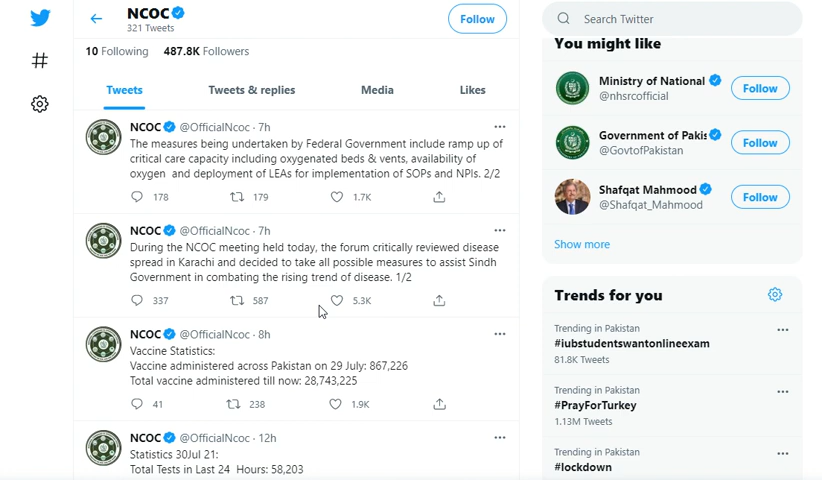 NCOC
321 Tweets
Follow
Search Twitter
10 Following 487.8K Followers
Tweets
Tweets & replies
Media
Likes
NCOC @OfficialNcoc · 7h
The measures being undertaken by Federal Government include ramp up of
critical care capacity including oxygenated beds & vents, availability of
oxygen and deployment of LEAs for implementation of SOPs and NPIs. 2/2
178
179
1.7K
NCOC @OfficialNcoc · 7h
During the NCOC meeting held today, the forum critically reviewed disease
spread in Karachi and decided to take all possible measures to assist Sindh
Government in combating the rising trend of disease. 1/2
337
587
5.3K
NCOC @OfficialNcoc · 8h
Vaccine Statistics:
Vaccine administered across Pakistan on 29 July: 867,226
Total vaccine administered till now: 28,743,225
41
238
1.9K
NCOC @OfficialNcoc · 12h
Statistics 30Jul 21:
Total Tests in Last 24 Hours: 58,203
You might like
Ministry of National
@nhsrcofficial
Follow
Government of Pakis
@GovtofPakistan
Follow
Shafqat Mahmood
@Shafqat_Mahmood
Follow
Show more
Trends for you
Trending in Pakistan
#iubstudentswantonlineexam
81.8K Tweets
Trending in Pakistan
#PrayForTurkey
1.13M Tweets
Trending in Pakistan
#lockdown